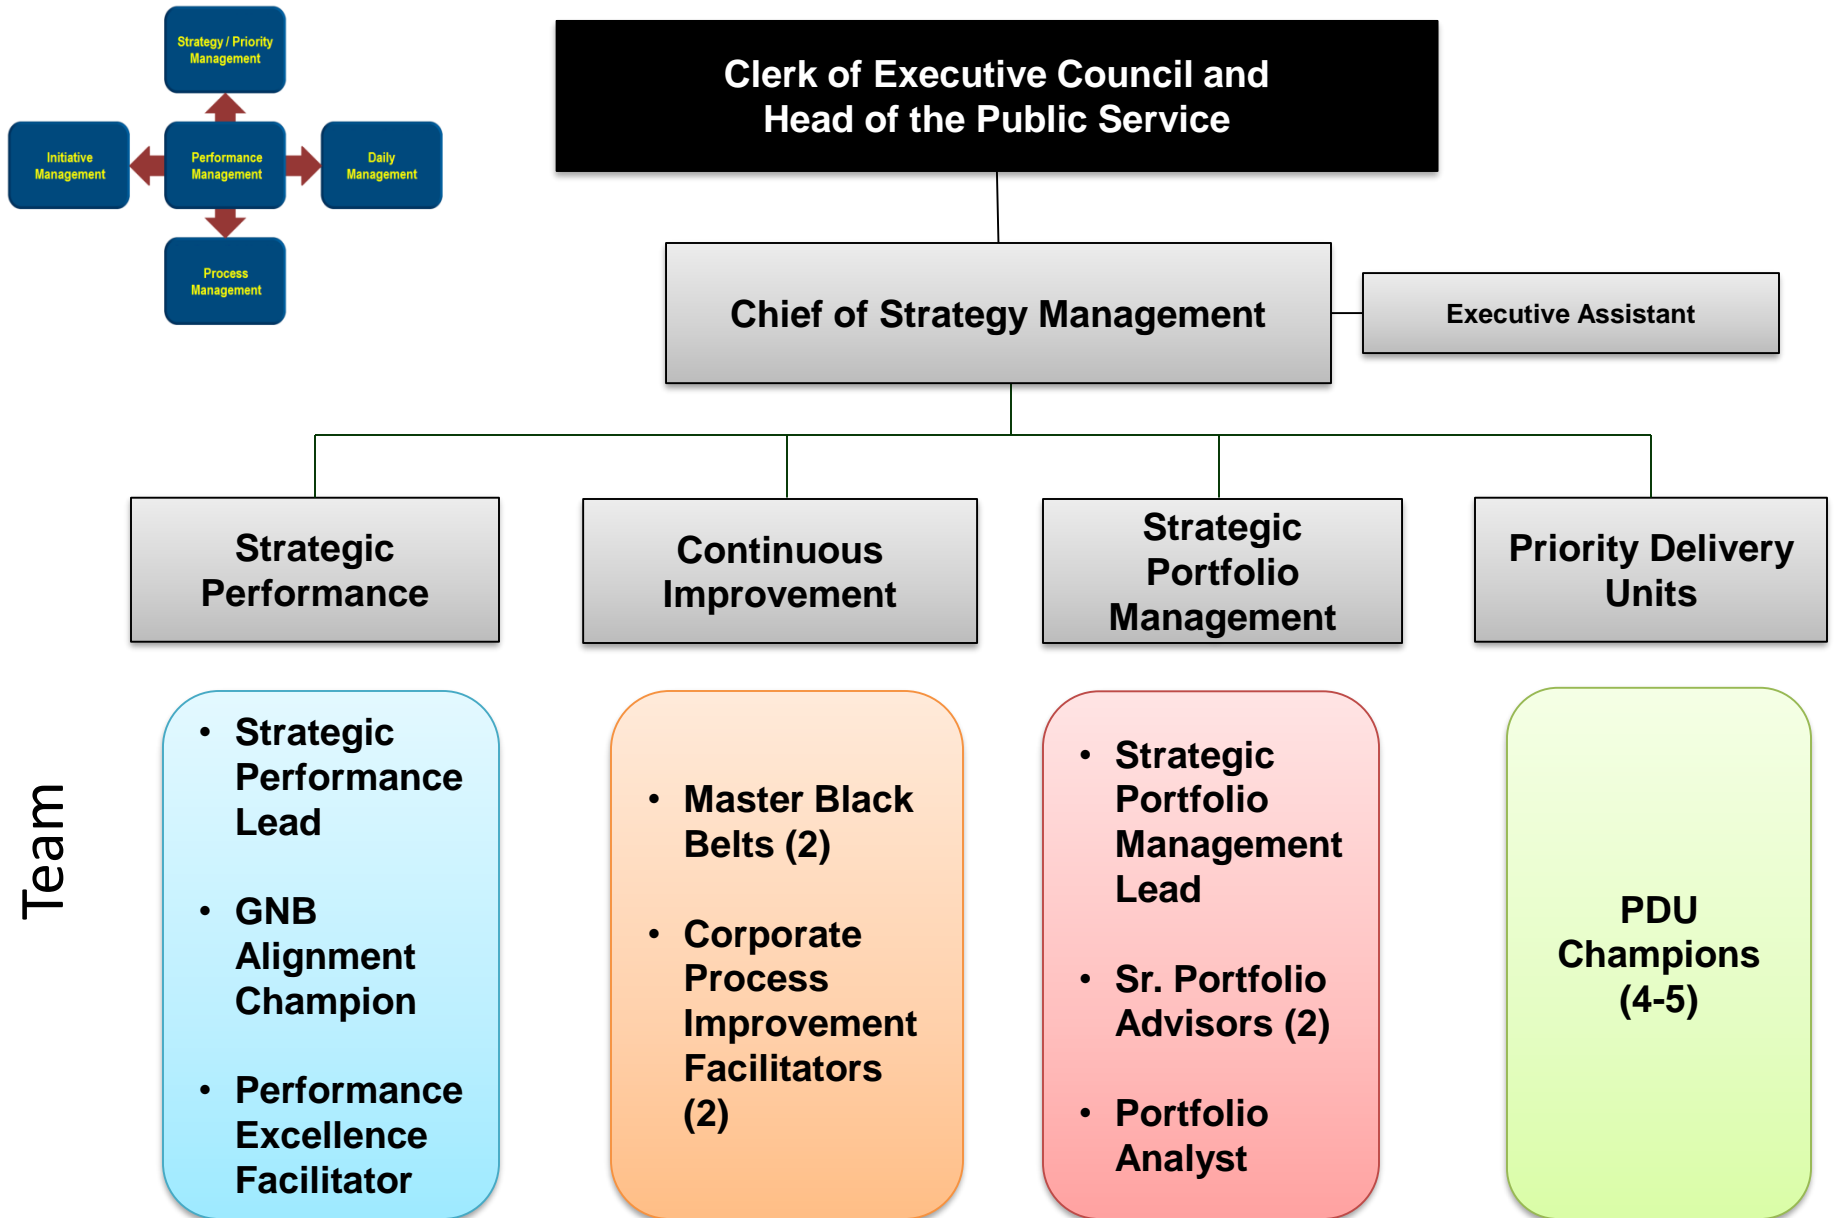 Strategy / Priority
Management
Initiative
Management
Performance
Management
Daily
Management
Process
Management
Clerk of Executive Council and
Head of the Public Service
Chief of Strategy Management
Executive Assistant
Strategic
Performance
Continuous
Improvement
Strategic
Portfolio
Management
Priority Delivery
Units
Team
• Strategic
Performance
Lead
• GNB
Alignment
Champion
• Performance
Excellence
Facilitator
• Master Black
Belts (2)
• Corporate
Process
Improvement
Facilitators
(2)
• Strategic
Portfolio
Management
Lead
• Sr. Portfolio
Advisors (2)
• Portfolio
Analyst
PDU
Champions
(4-5)